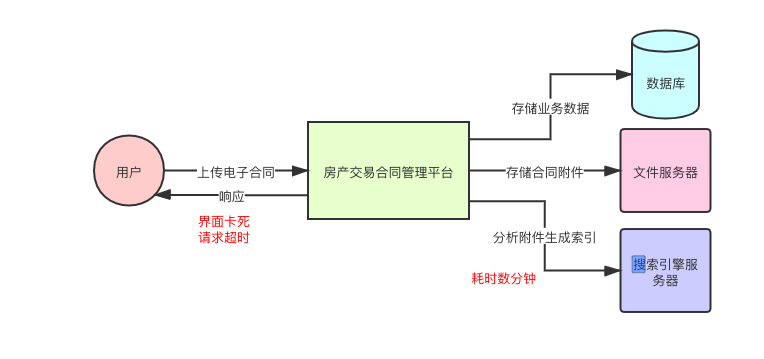 数据库
存储业务数据
用户
上传电子合同
房产交易合同管理平台
存储合同附件
文件服务器
响应
界面卡死
请求超时
分析附件生成索引
耗时数分钟
搜索引擎服
务器